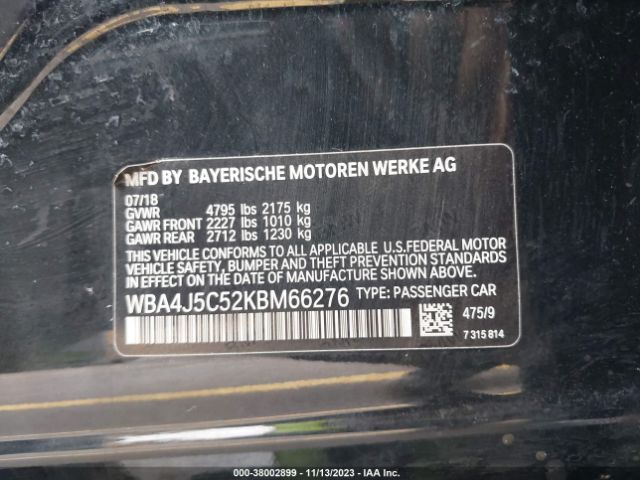 MFD BY BAYERISCHE MOTOREN WERKE AG
07/18
GVWR 4795 lbs 2175 kg
GAWR FRONT 2227 lbs 1010 kg
GAWR REAR 2712 lbs 1230 kg
THIS VEHICLE CONFORMS TO ALL APPLICABLE U.S.FEDERAL MOTOR
VEHICLE SAFETY, BUMPER AND THEFT PREVENTION STANDARDS
IN EFFECT ON THE DATE OF MANUFACTURE SHOWN ABOVE.
WBA4J5C52KBM66276 TYPE: PASSENGER CAR
475/9
7 315 814
000-38002899 - 11/13/2023 - IAA Inc.